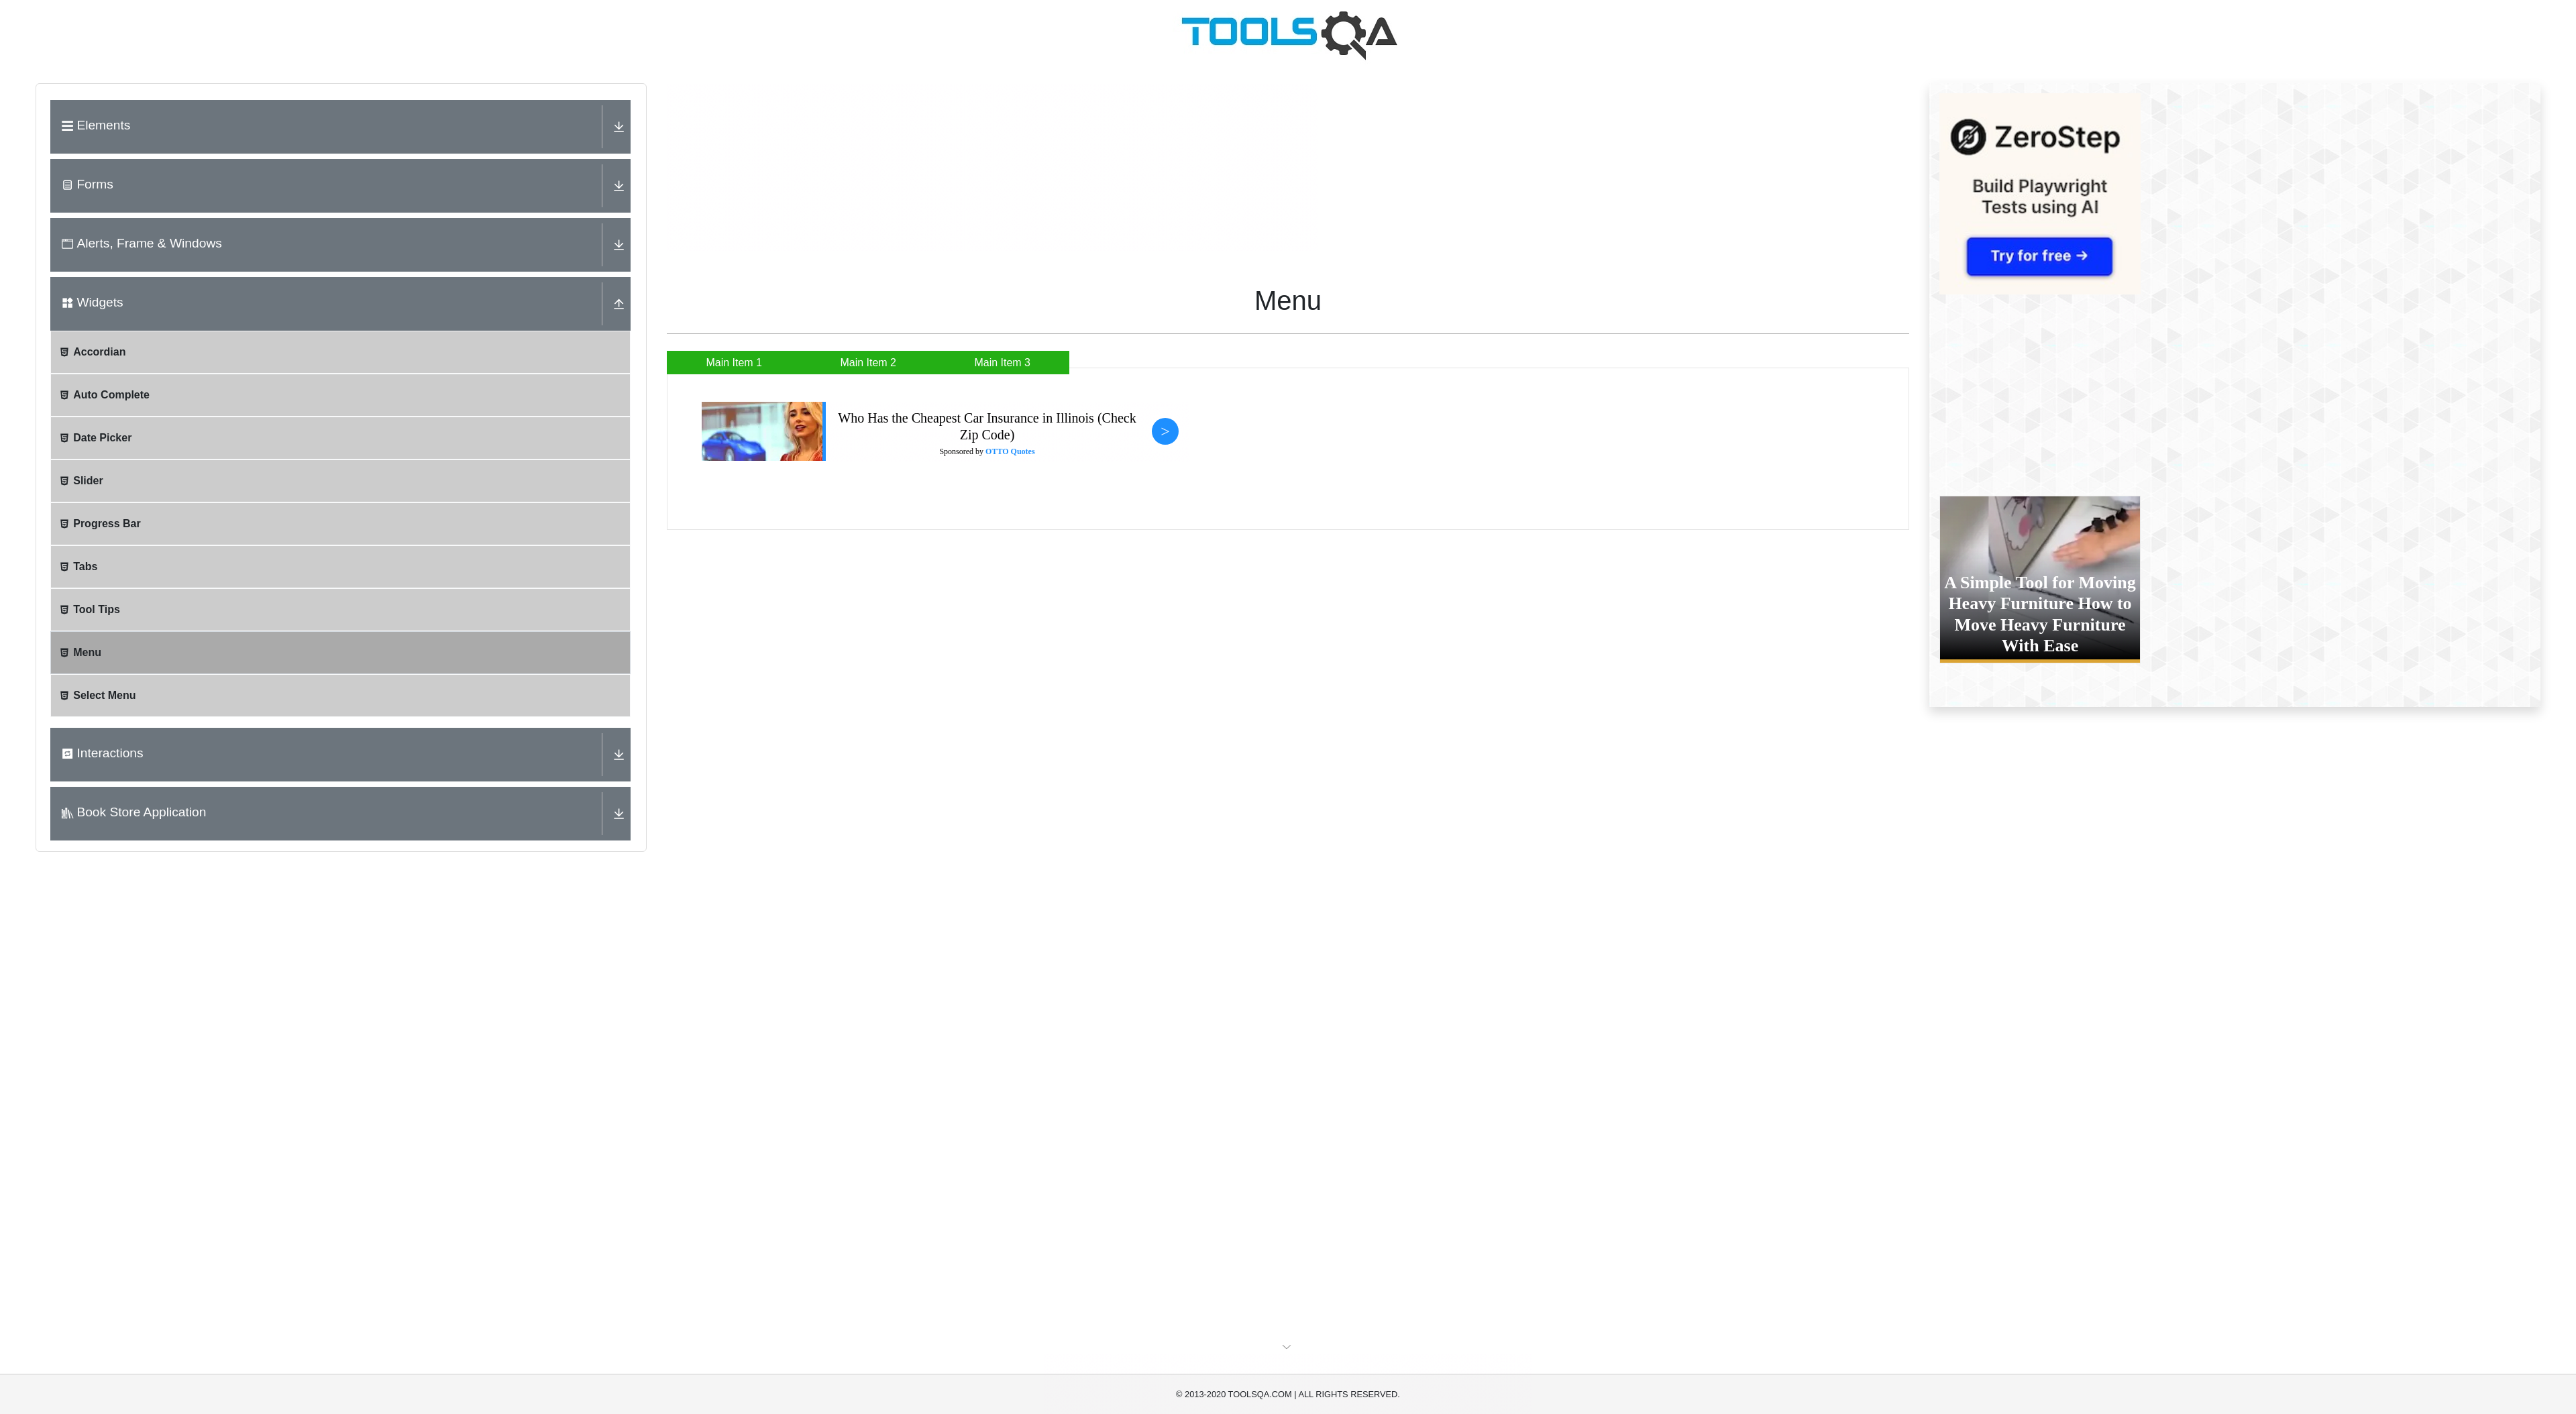 TOOLSQA
Elements
Forms
Alerts, Frame & Windows
Widgets
Accordian
Auto Complete
Date Picker
Slider
Progress Bar
Tabs
Tool Tips
Menu
Select Menu
Interactions
Book Store Application
Menu
Main Item 1
Main Item 2
Main Item 3
Who Has the Cheapest Car Insurance in Illinois (Check
Zip Code)
Sponsored by OTTO Quotes
>
ZeroStep
Build Playwright
Tests using AI
Try for free →
A Simple Tool for Moving
Heavy Furniture How to
Move Heavy Furniture
With Ease
© 2013-2020 TOOLSQA.COM | ALL RIGHTS RESERVED.